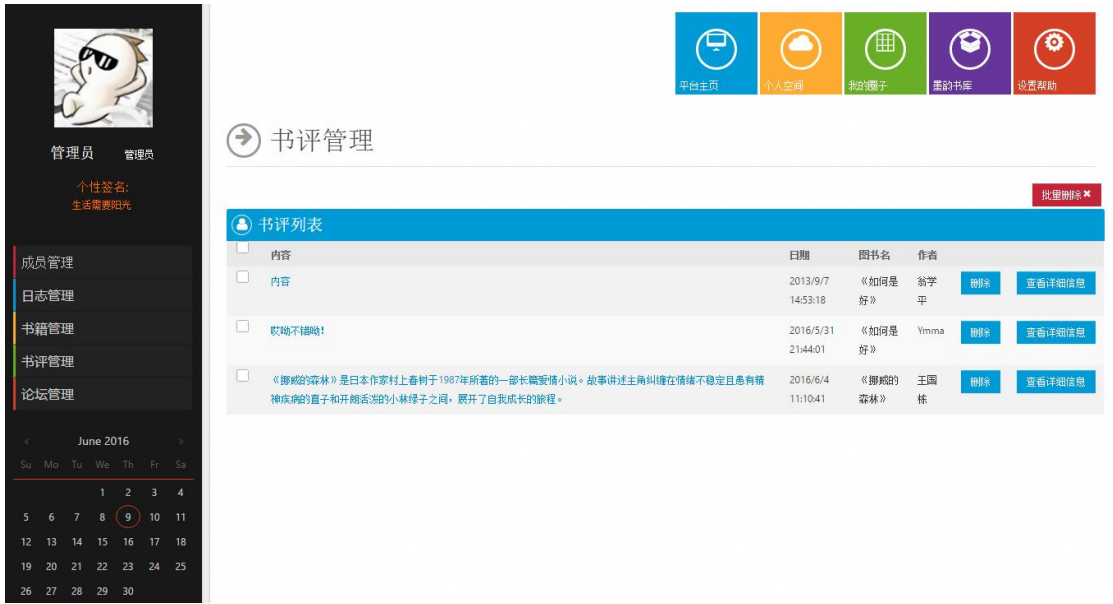 平台主页
个人空间
我的圈子
墨韵书库
设置帮助
管理员 管理员
个性签名:
生活需要阳光
成员管理
日志管理
书籍管理
书评管理
论坛管理
June 2016
Su Mo Tu We Th Fr Sa
1 2 3 4
5 6 7 8 9 10 11
12 13 14 15 16 17 18
19 20 21 22 23 24 25
26 27 28 29 30
书评管理
批量删除
书评列表
内容 日期 图书名 作者
内容 2013/9/7 《如何是 翁学 删除 查看详细信息
14:53:18 好》 平
哎呦不错呦! 2016/5/31 《如何是 Ymma 删除 查看详细信息
21:44:01 好》
《挪威的森林》是日本作家村上春树于1987年所著的一部长篇爱情小说。故事讲述主角纠缠在情绪不稳定且患有精 2016/6/4 《挪威的 王国 删除 查看详细信息
神疾病的直子和开朗活泼的小林绿子之间，展开了自我成长的旅程。 11:10:41 森林》 栋